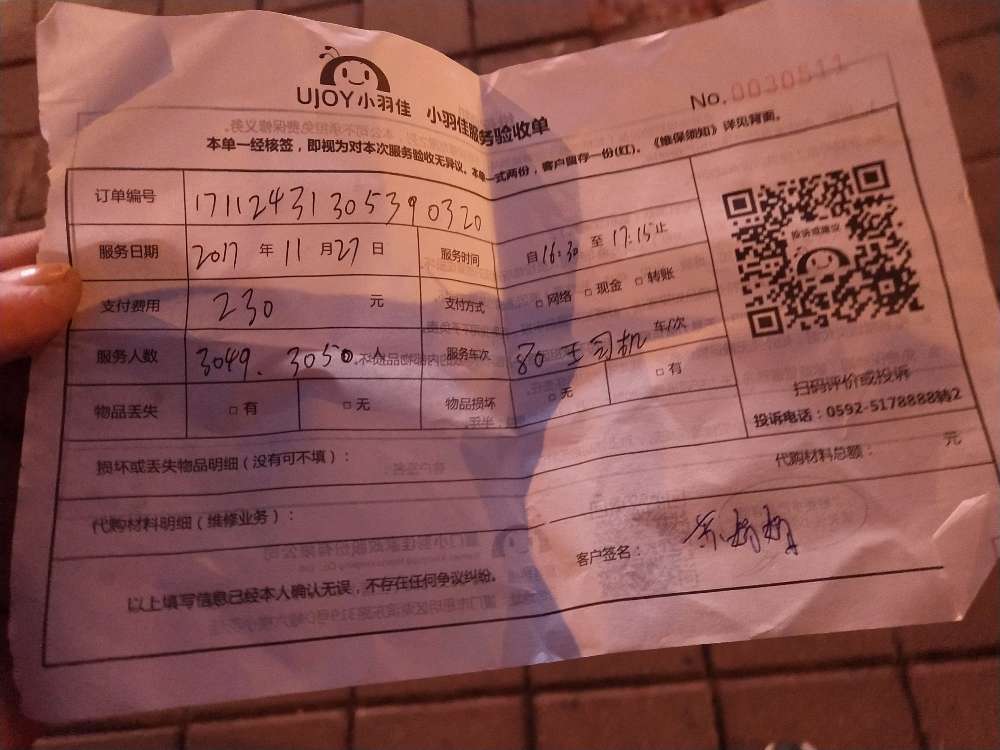 UJOY小羽佳 小羽佳服务验收单
No.0030511
本单一经核签，即视为对本次服务验收无异议。本单一式两份，客户留存一份(红)。《维保须知》详见背面。
订单编号 17112431305390320
服务日期 2017 年 11 月 27 日 服务时间 自 16:30 至 17:15 止
支付费用 230 元 支付方式 □ 网络 □ 现金 □ 转账
服务人数 3049. 3050. 人 服务车次 80 王司机 车/次
物品丢失 □ 有 □ 无 物品损坏 □ 无 □ 有
投诉或建议
扫码评价或投诉
投诉电话：0592-5178888转2
损坏或丢失物品明细（没有可不填）：
代购材料总额： 元
代购材料明细（维修业务）：
客户签名：
以上填写信息已经本人确认无误，不存在任何争议纠纷。